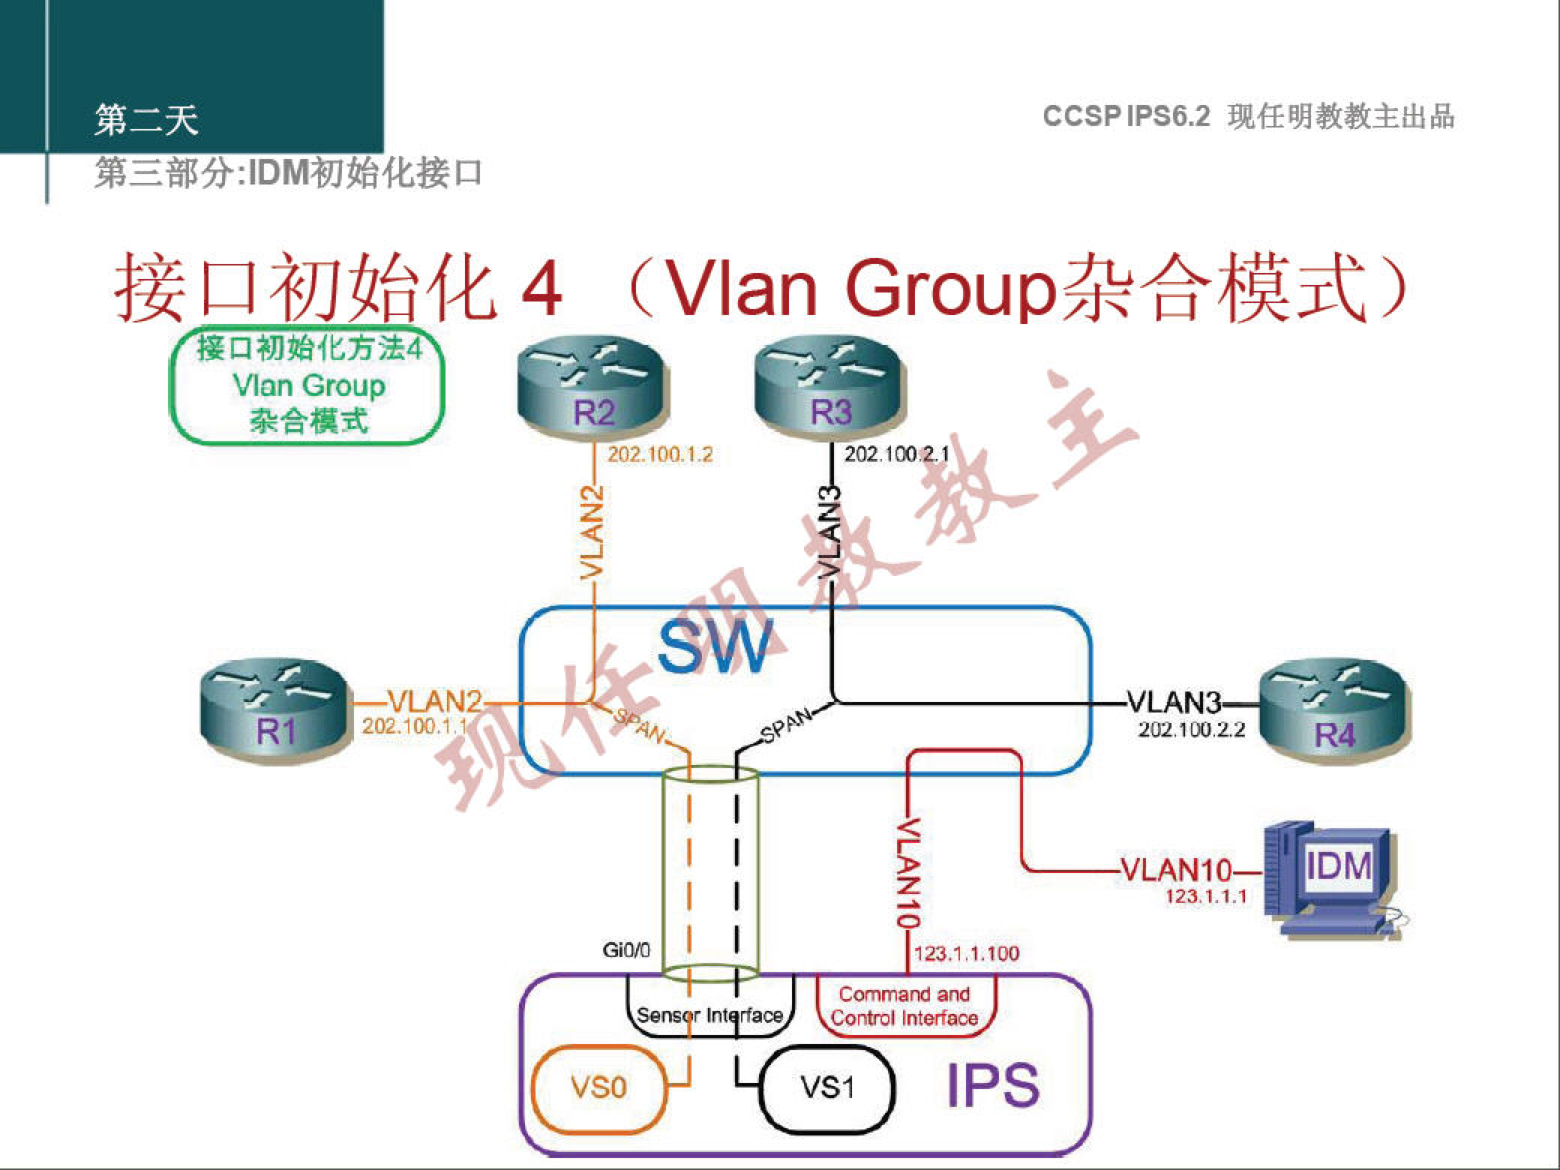 第二天
CCSP IPS6.2 现任明教教主出品
第三部分:IDM初始化接口
接口初始化 4 （Vlan Group杂合模式）
接口初始化方法4
Vlan Group
杂合模式
R2
R3
202.100.1.2
202.100.2.1
VLAN2
VLAN3
SW
R1
VLAN2
202.100.1.1
SPAN
SPAN
VLAN3
202.100.2.2
R4
现任明教教主
VLAN10
VLAN10
123.1.1.1
IDM
Gi0/0
123.1.1.100
Sensor Interface
Command and
Control Interface
VS0
VS1
IPS